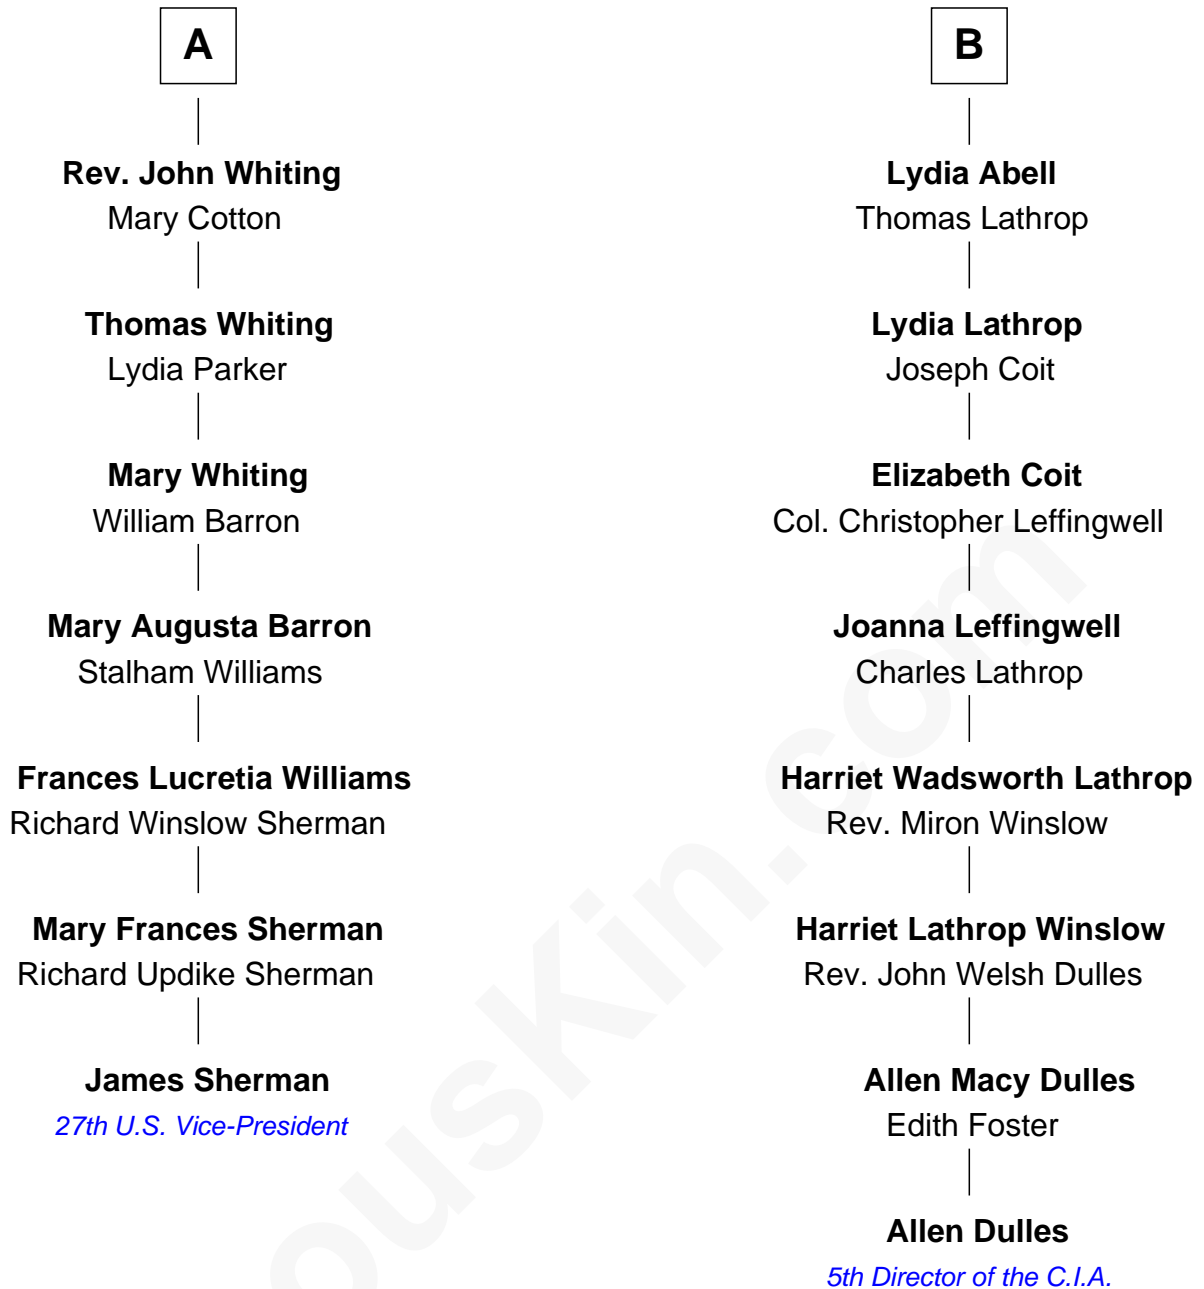 A
Rev. John Whiting
Mary Cotton
Thomas Whiting
Lydia Parker
Mary Whiting
William Barron
Mary Augusta Barron
Stalham Williams
Frances Lucretia Williams
Richard Winslow Sherman
Mary Frances Sherman
Richard Updike Sherman
James Sherman
27th U.S. Vice-President
B
Lydia Abell
Thomas Lathrop
Lydia Lathrop
Joseph Coit
Elizabeth Coit
Col. Christopher Leffingwell
Joanna Leffingwell
Charles Lathrop
Harriet Wadsworth Lathrop
Rev. Miron Winslow
Harriet Lathrop Winslow
Rev. John Welsh Dulles
Allen Macy Dulles
Edith Foster
Allen Dulles
5th Director of the C.I.A.
ousKin.com